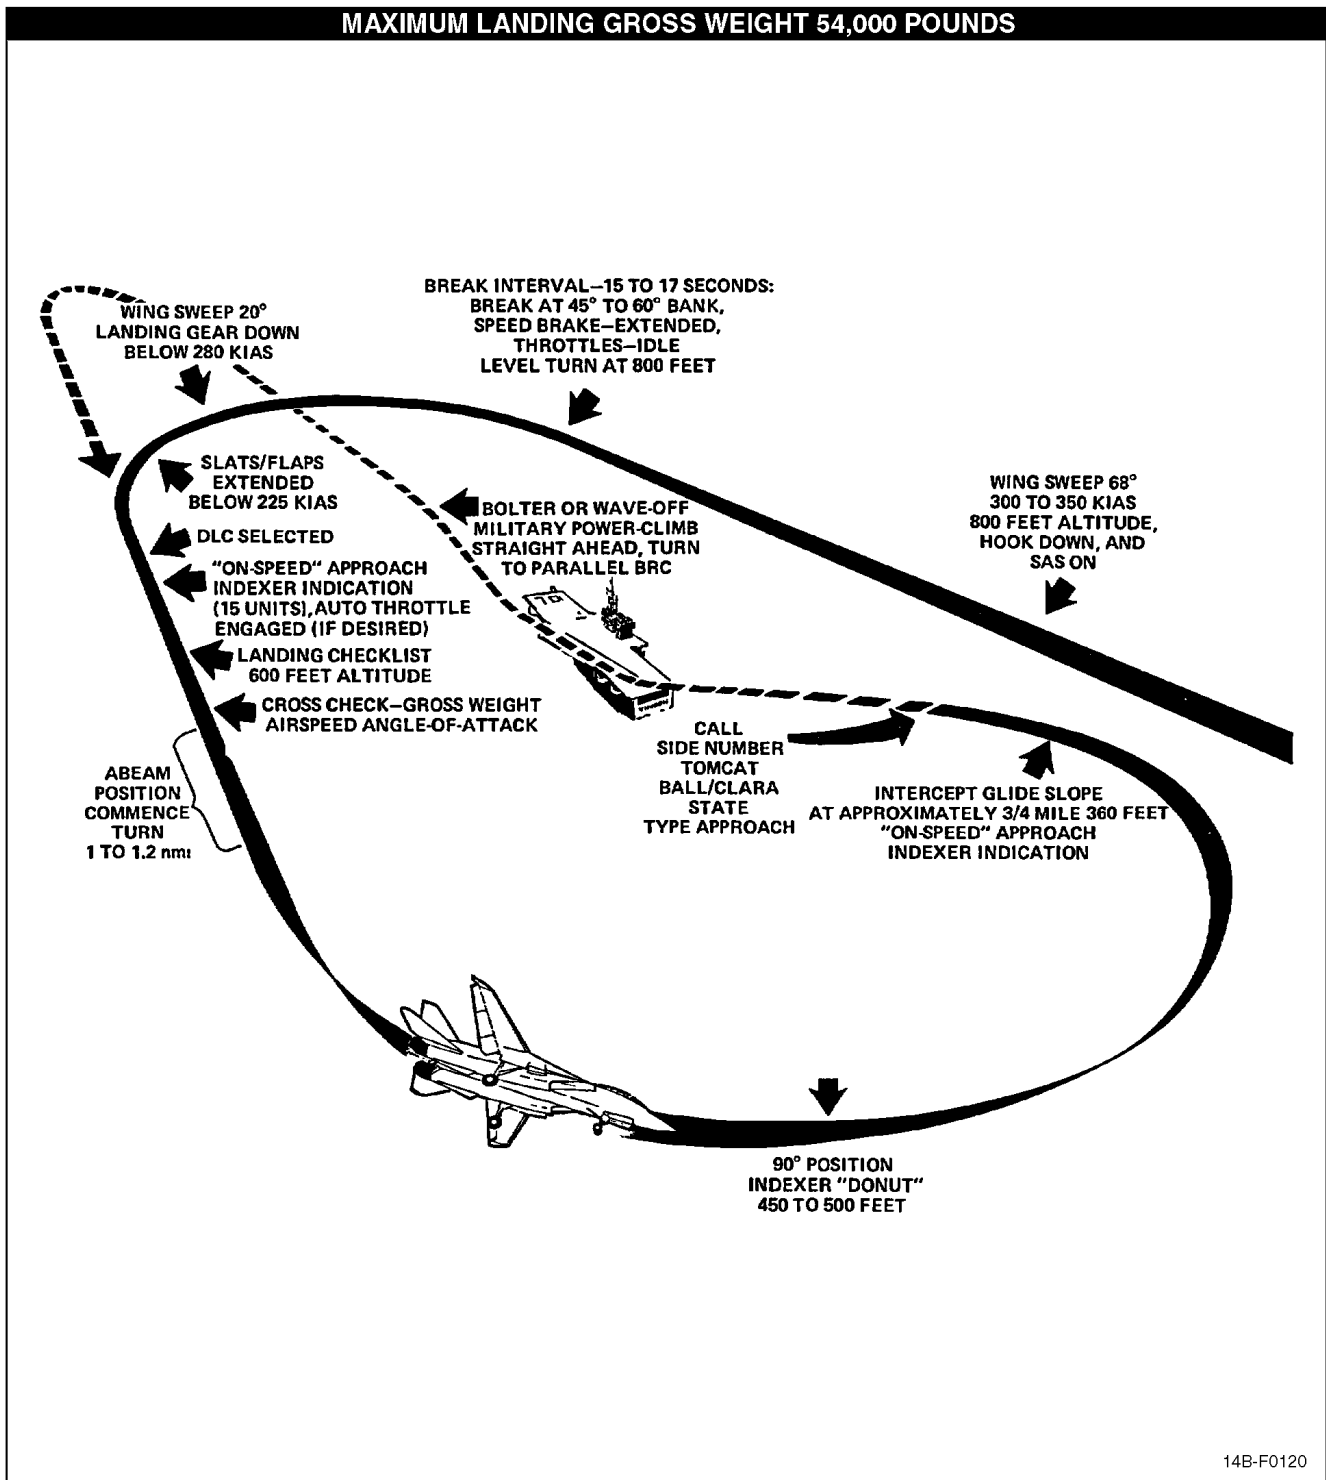 MAXIMUM LANDING GROSS WEIGHT 54,000 POUNDS
BREAK INTERVAL–15 TO 17 SECONDS:
BREAK AT 45° TO 60° BANK,
SPEED BRAKE–EXTENDED,
THROTTLES–IDLE
LEVEL TURN AT 800 FEET
WING SWEEP 20°
LANDING GEAR DOWN
BELOW 280 KIAS
SLATS/FLAPS
EXTENDED
BELOW 225 KIAS
WING SWEEP 68°
300 TO 350 KIAS
800 FEET ALTITUDE,
HOOK DOWN, AND
SAS ON
BOLTER OR WAVE-OFF
MILITARY POWER-CLIMB
STRAIGHT AHEAD, TURN
TO PARALLEL BRC
DLC SELECTED
"ON-SPEED" APPROACH
INDEXER INDICATION
(15 UNITS), AUTO THROTTLE
ENGAGED (IF DESIRED)
70
LANDING CHECKLIST
600 FEET ALTITUDE
CROSS CHECK–GROSS WEIGHT
AIRSPEED ANGLE-OF-ATTACK
CALL
SIDE NUMBER
TOMCAT
BALL/CLARA
STATE
TYPE APPROACH
ABEAM
POSITION
COMMENCE
TURN
1 TO 1.2 nm:
INTERCEPT GLIDE SLOPE
AT APPROXIMATELY 3/4 MILE 360 FEET
"ON-SPEED" APPROACH
INDEXER INDICATION
90° POSITION
INDEXER "DONUT"
450 TO 500 FEET
14B-F0120